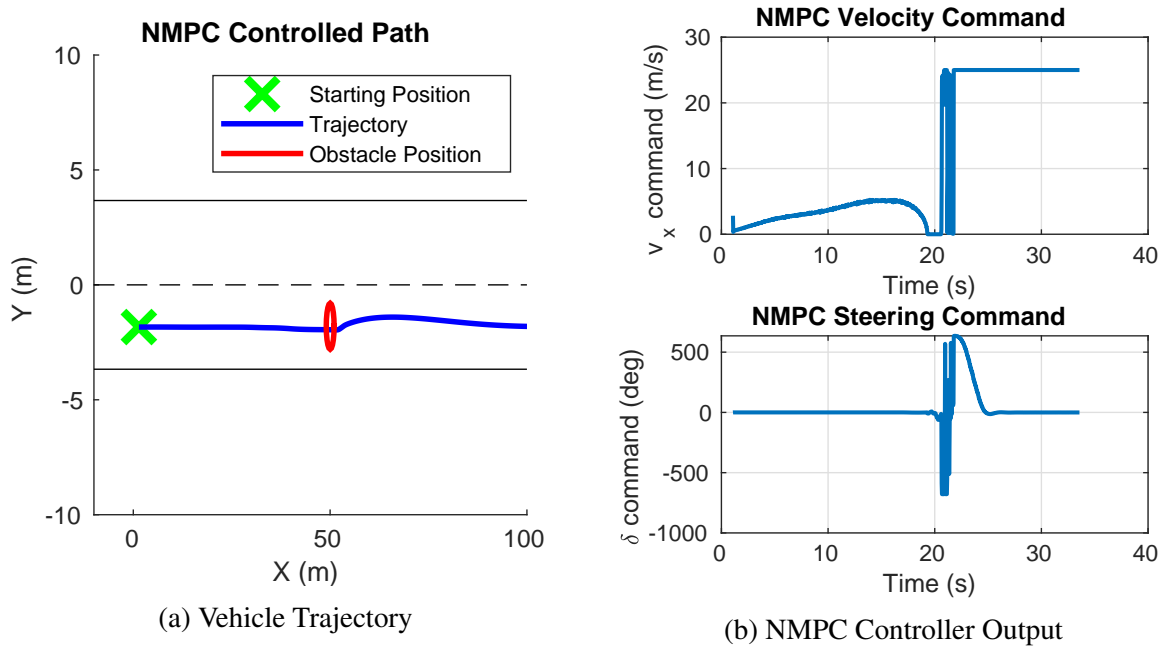 NMPC Controlled Path
10
5
0
-5
-10
Y (m)
Starting Position
Trajectory
Obstacle Position
0 50 100
X (m)
(a) Vehicle Trajectory
NMPC Velocity Command
30
20
10
0
v x command (m/s)
0 10 20 30 40
Time (s)
NMPC Steering Command
500
0
-500
-1000
δ command (deg)
0 10 20 30 40
Time (s)
(b) NMPC Controller Output